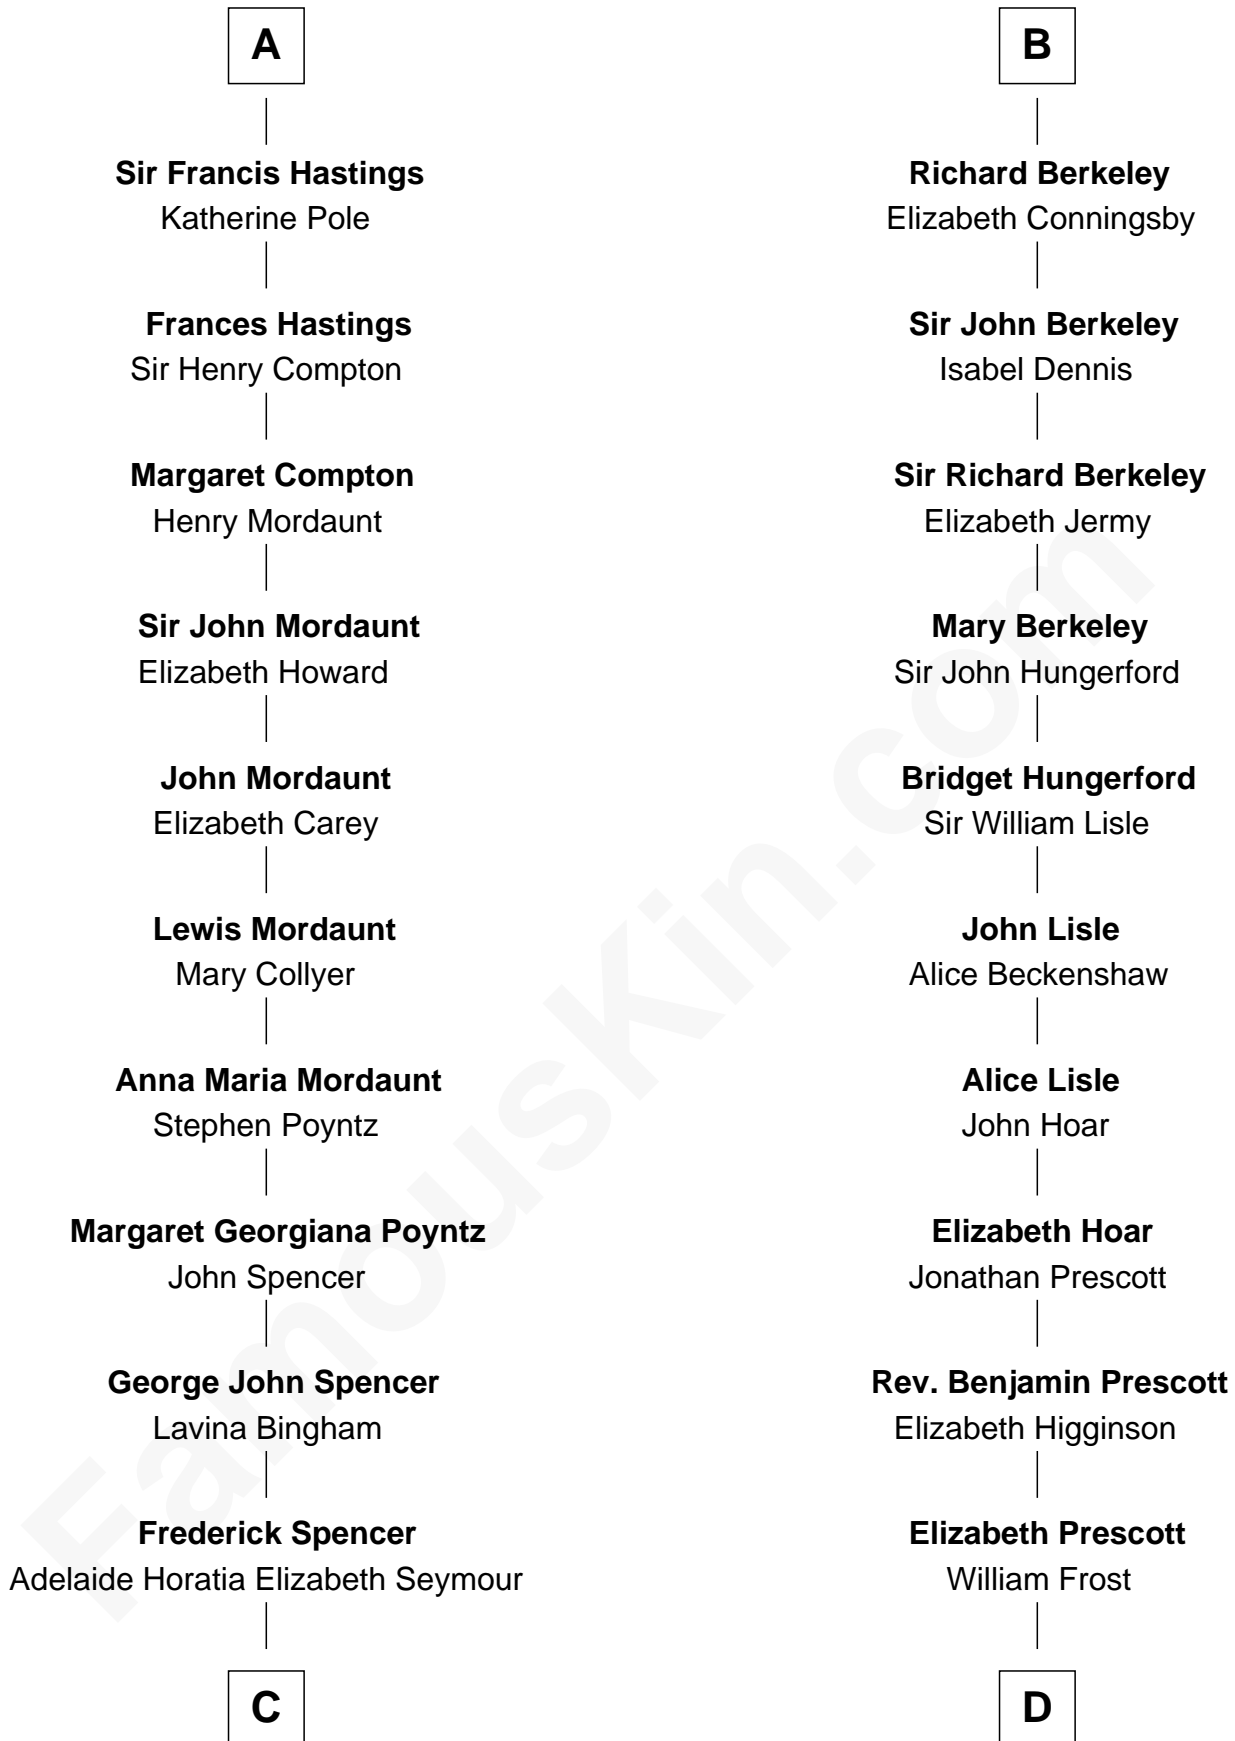 A
Sir Francis Hastings
Katherine Pole
Frances Hastings
Sir Henry Compton
Margaret Compton
Henry Mordaunt
Sir John Mordaunt
Elizabeth Howard
John Mordaunt
Elizabeth Carey
Lewis Mordaunt
Mary Collyer
Anna Maria Mordaunt
Stephen Poyntz
Margaret Georgiana Poyntz
John Spencer
George John Spencer
Lavina Bingham
Frederick Spencer
Adelaide Horatia Elizabeth Seymour
C
B
Richard Berkeley
Elizabeth Conningsby
Sir John Berkeley
Isabel Dennis
Sir Richard Berkeley
Elizabeth Jermy
Mary Berkeley
Sir John Hungerford
Bridget Hungerford
Sir William Lisle
John Lisle
Alice Beckenshaw
Alice Lisle
John Hoar
Elizabeth Hoar
Jonathan Prescott
Rev. Benjamin Prescott
Elizabeth Higginson
Elizabeth Prescott
William Frost
D
FamousKin.com